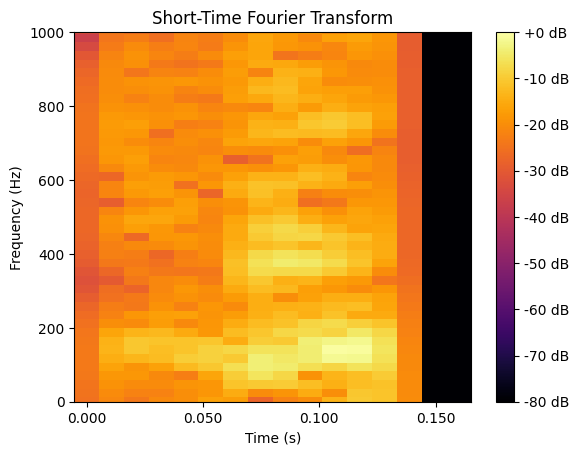 Short-Time Fourier Transform
Frequency (Hz)
1000
800
600
400
200
0
0.000
0.050
0.100
0.150
Time (s)
+0 dB
-10 dB
-20 dB
-30 dB
-40 dB
-50 dB
-60 dB
-70 dB
-80 dB